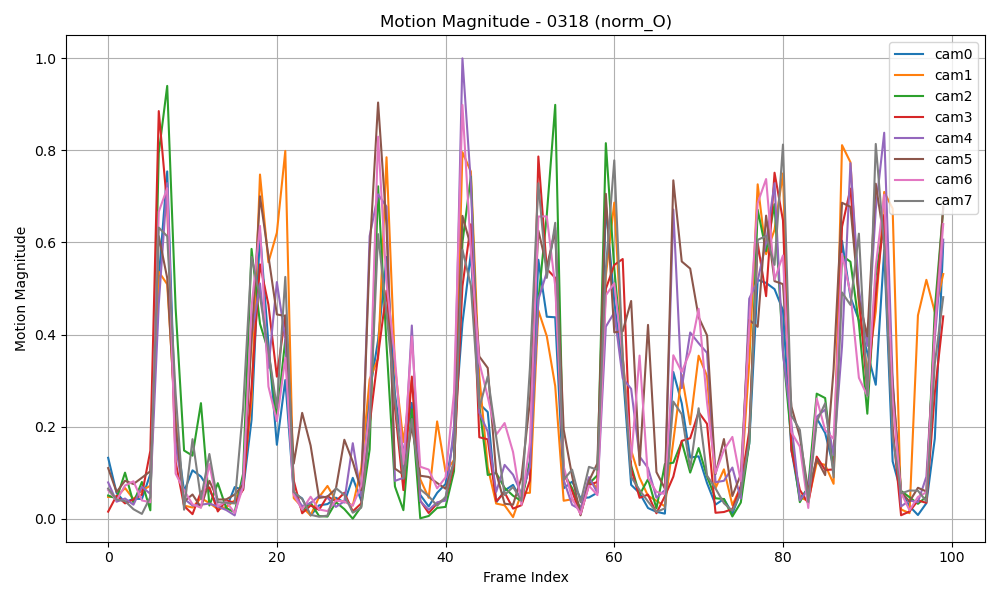 Motion Magnitude - 0318 (norm_O)
Motion Magnitude
1.0
0.8
0.6
0.4
0.2
0.0
0
20
40
60
80
100
Frame Index
cam0
cam1
cam2
cam3
cam4
cam5
cam6
cam7